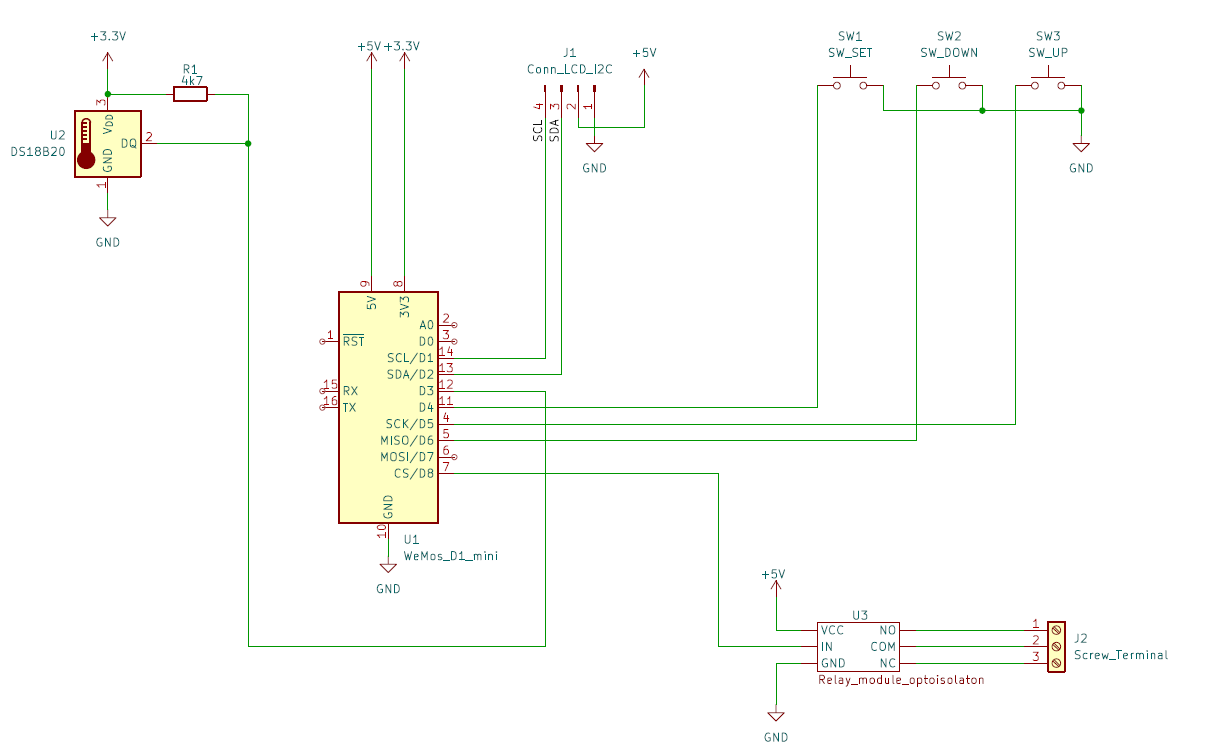 +3.3V
R1
4k7
3
VDD
U2
DS18B20
DQ
2
GND
1
GND
+5V
+3.3V
J1
Conn_LCD_I2C
+5V
4
3
2
1
SCL
SDA
GND
SW1
SW_SET
SW2
SW_DOWN
SW3
SW_UP
GND
9
8
5V
3V3
1
RST
15
RX
16
TX
A0
2
D0
3
SCL/D1
14
SDA/D2
13
D3
12
D4
11
SCK/D5
4
MISO/D6
5
MOSI/D7
6
CS/D8
7
GND
10
U1
WeMos_D1_mini
GND
+5V
U3
VCC
NO
IN
COM
GND
NC
Relay_module_optoisolaton
1
2
3
J2
Screw_Terminal
GND